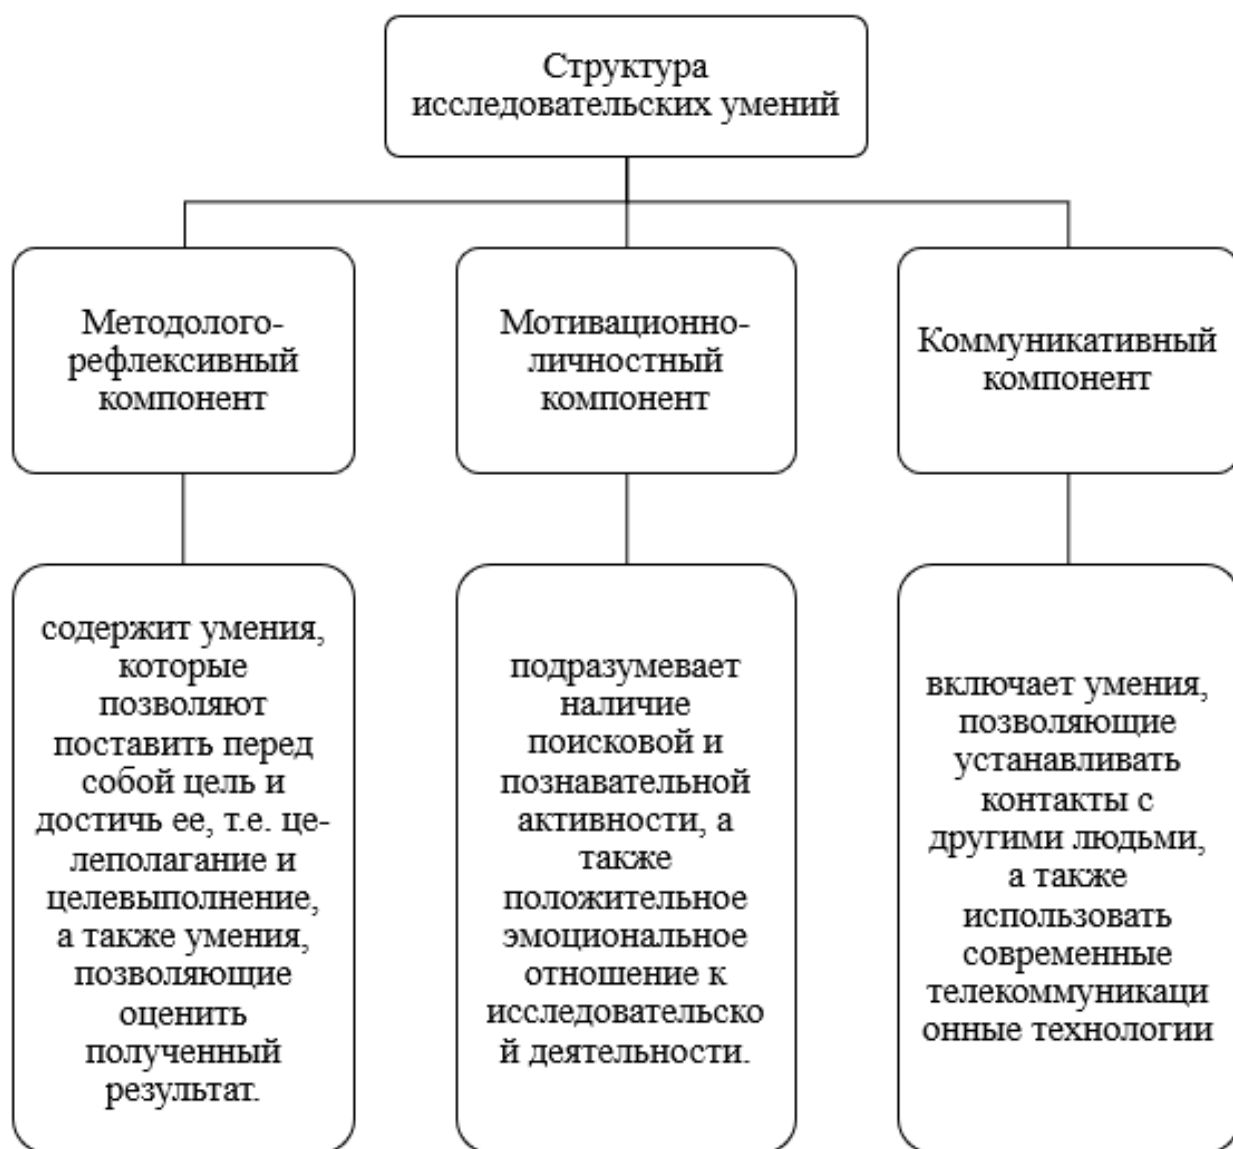 Структура
исследовательских умений
Методолого-
рефлексивный
компонент
Мотивационно-
личностный
компонент
Коммуникативный
компонент
содержит умения,
которые
позволяют
поставить перед
собой цель и
достичь ее, т.е. це-
леполагание и
целевыполнение,
а также умения,
позволяющие
оценить
полученный
результат.
подразумевает
наличие
поисковой и
познавательной
активности, а
также
положительное
эмоциональное
отношение к
исследовательско
й деятельности.
включает умения,
позволяющие
устанавливать
контакты с
другими людьми,
а также
использовать
современные
телекоммуникаци
онные технологии